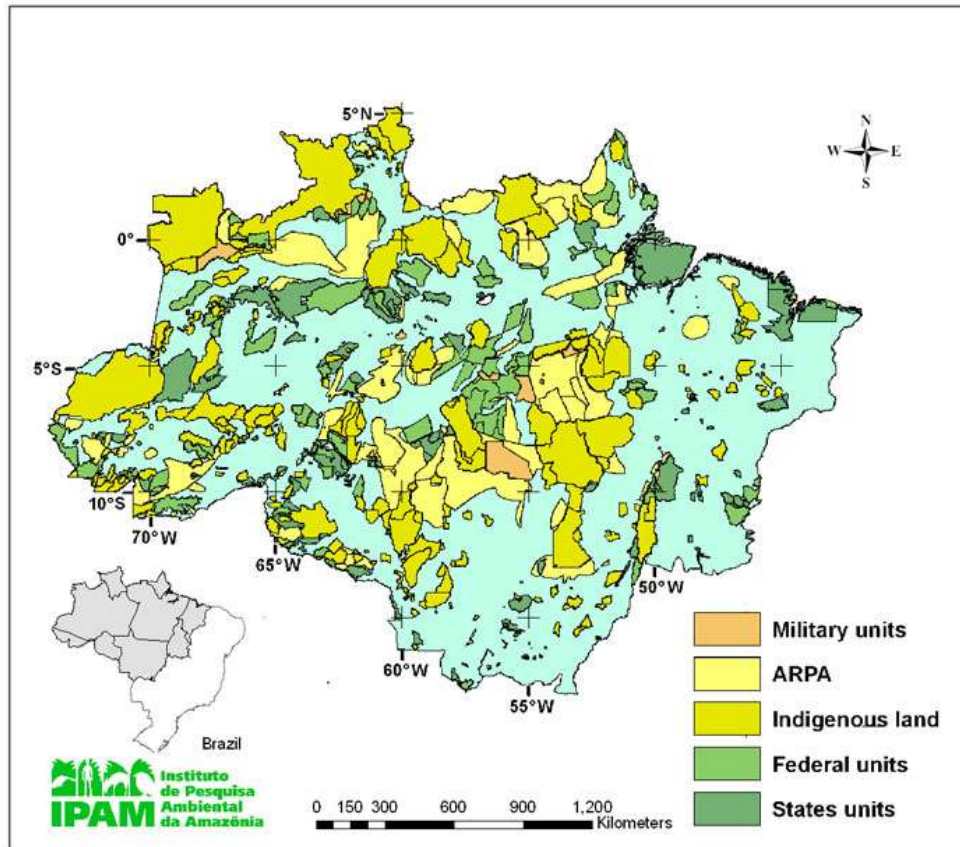 5°N
N
W E
S
0°
5°S
10°S
70°W
65°W
50°W
60°W
55°W
Military units
ARPA
Indigenous land
Federal units
States units
Brazil
IPAM
Instituto
de Pesquisa
Ambiental
da Amazônia
0 150 300 600 900 1,200
Kilometers